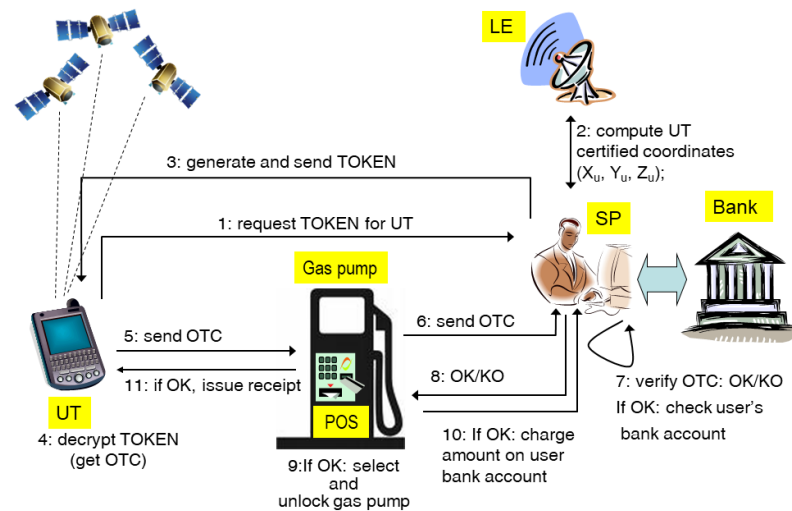 LE
2: compute UT
certified coordinates
(Xu, Yu, Zu);
3: generate and send TOKEN
SP
Bank
1: request TOKEN for UT
Gas pump
6: send OTC
5: send OTC
8: OK/KO
7: verify OTC: OK/KO
If OK: check user's
bank account
11: if OK, issue receipt
UT
POS
4: decrypt TOKEN
(get OTC)
10: If OK: charge
amount on user
bank account
9:If OK: select
and
unlock gas pump